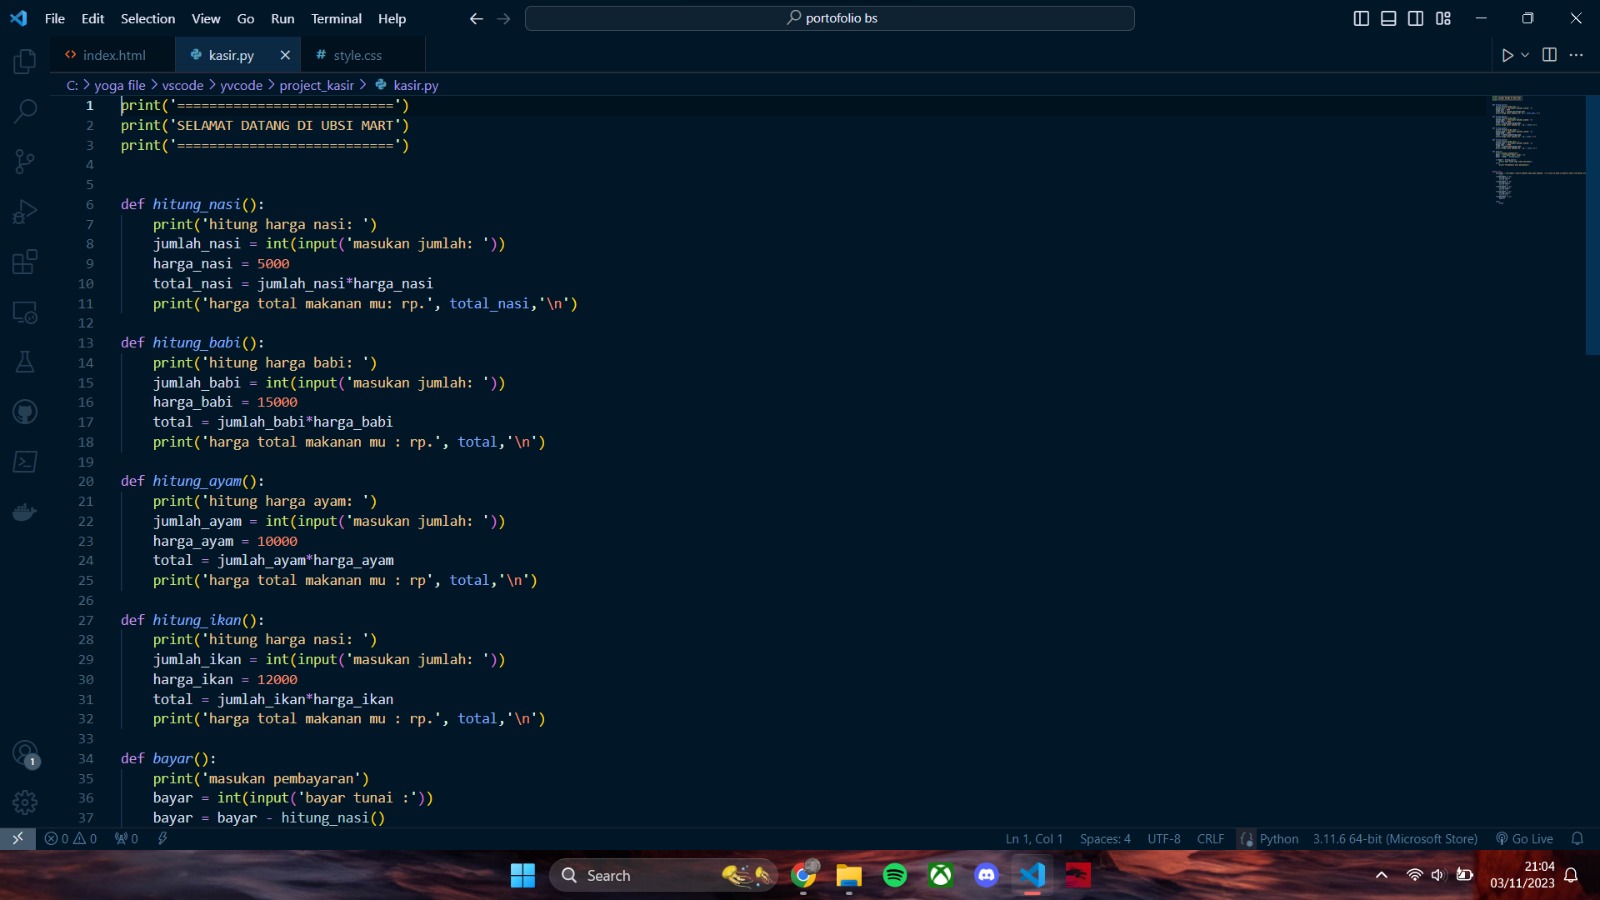 File Edit Selection View Go Run Terminal Help
portofolio bs
index.html kasir.py style.css
C: > yoga file > vscode > yvcode > project_kasir > kasir.py
1 print('===========================')
2 print('SELAMAT DATANG DI UBSI MART')
3 print('===========================')
4
5
6 def hitung_nasi():
7 print('hitung harga nasi: ')
8 jumlah_nasi = int(input('masukan jumlah: '))
9 harga_nasi = 5000
10 total_nasi = jumlah_nasi*harga_nasi
11 print('harga total makanan mu: rp.', total_nasi,'\n')
12
13 def hitung_babi():
14 print('hitung harga babi: ')
15 jumlah_babi = int(input('masukan jumlah: '))
16 harga_babi = 15000
17 total = jumlah_babi*harga_babi
18 print('harga total makanan mu : rp.', total,'\n')
19
20 def hitung_ayam():
21 print('hitung harga ayam: ')
22 jumlah_ayam = int(input('masukan jumlah: '))
23 harga_ayam = 10000
24 total = jumlah_ayam*harga_ayam
25 print('harga total makanan mu : rp', total,'\n')
26
27 def hitung_ikan():
28 print('hitung harga nasi: ')
29 jumlah_ikan = int(input('masukan jumlah: '))
30 harga_ikan = 12000
31 total = jumlah_ikan*harga_ikan
32 print('harga total makanan mu : rp.', total,'\n')
33
34 def bayar():
35 print('masukan pembayaran')
36 bayar = int(input('bayar tunai :'))
37 bayar = bayar - hitung_nasi()
1
0 0 0 Ln 1, Col 1 Spaces: 4 UTF-8 CRLF Python 3.11.6 64-bit (Microsoft Store) Go Live
Search
21:04
03/11/2023